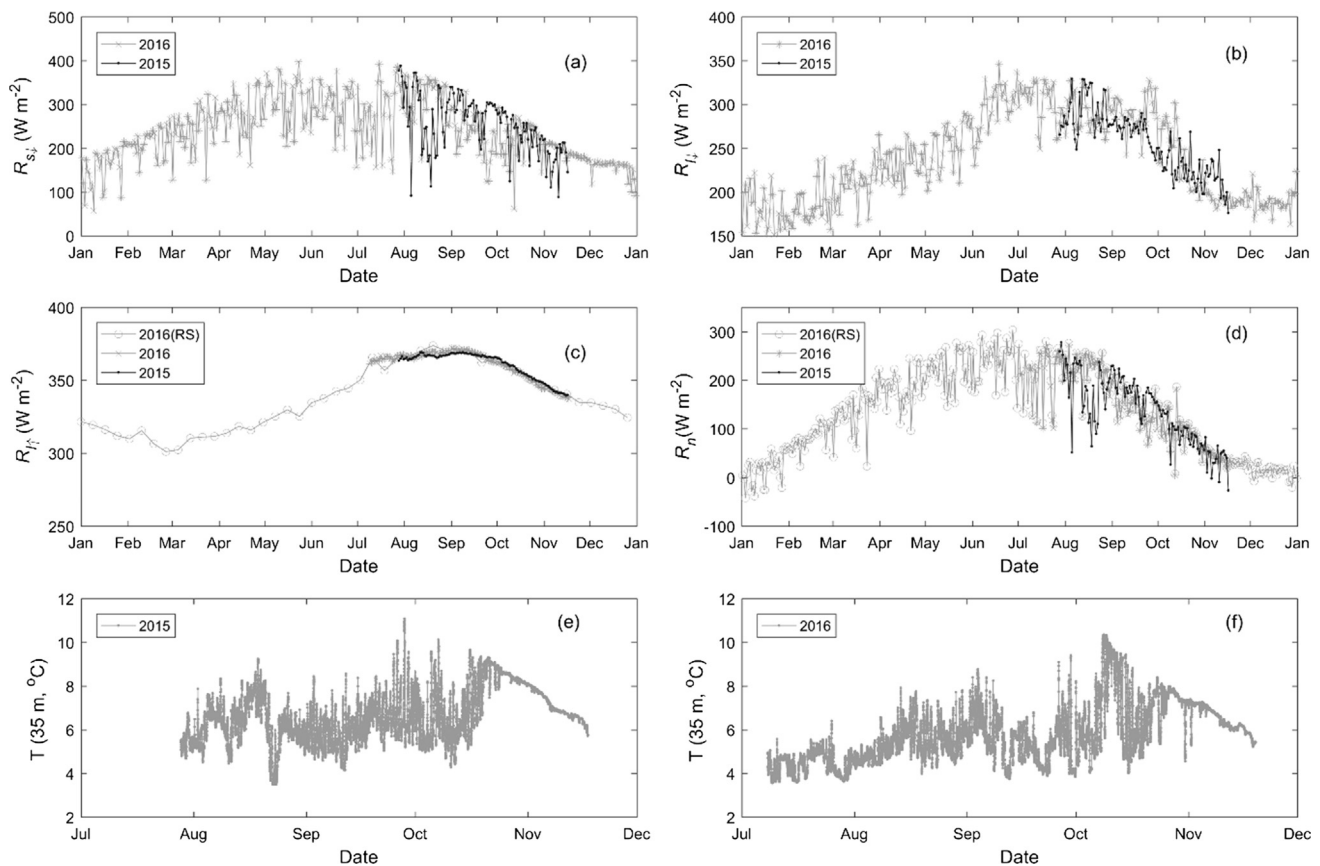 500
400
300
200
100
0
2016
2015
(a)
R_s↓ (W m⁻²)
Jan Feb Mar Apr May Jun Jul Aug Sep Oct Nov Dec Jan
Date
400
350
300
250
200
150
2016
2015
(b)
R_l↓ (W m⁻²)
Jan Feb Mar Apr May Jun Jul Aug Sep Oct Nov Dec Jan
Date
400
350
300
250
2016(RS)
2016
2015
(c)
R_l↑ (W m⁻²)
Jan Feb Mar Apr May Jun Jul Aug Sep Oct Nov Dec Jan
Date
300
200
100
0
-100
2016(RS)
2016
2015
(d)
R_n(W m⁻²)
Jan Feb Mar Apr May Jun Jul Aug Sep Oct Nov Dec Jan
Date
12
10
8
6
4
2
2015
(e)
T (35 m, °C)
Jul Aug Sep Oct Nov Dec
Date
12
10
8
6
4
2
2016
(f)
T (35 m, °C)
Jul Aug Sep Oct Nov Dec
Date